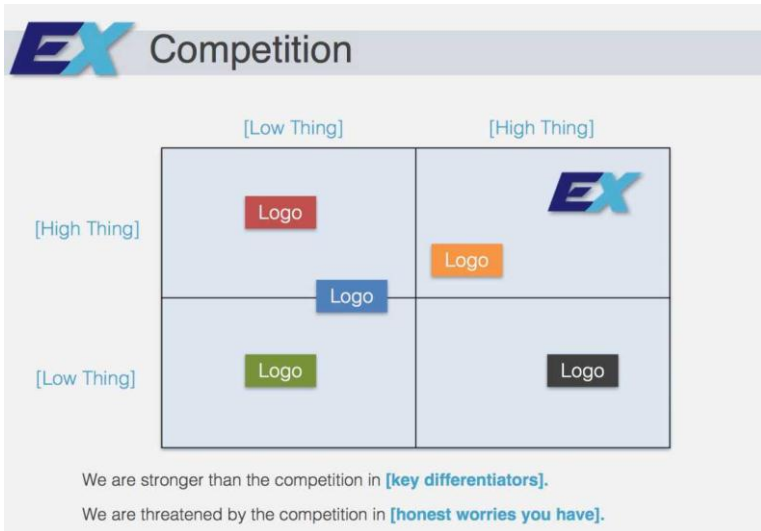 EX Competition
[Low Thing] [High Thing]
EX
Logo
[High Thing]
Logo
Logo
[Low Thing] Logo Logo
We are stronger than the competition in [key differentiators].
We are threatened by the competition in [honest worries you have].